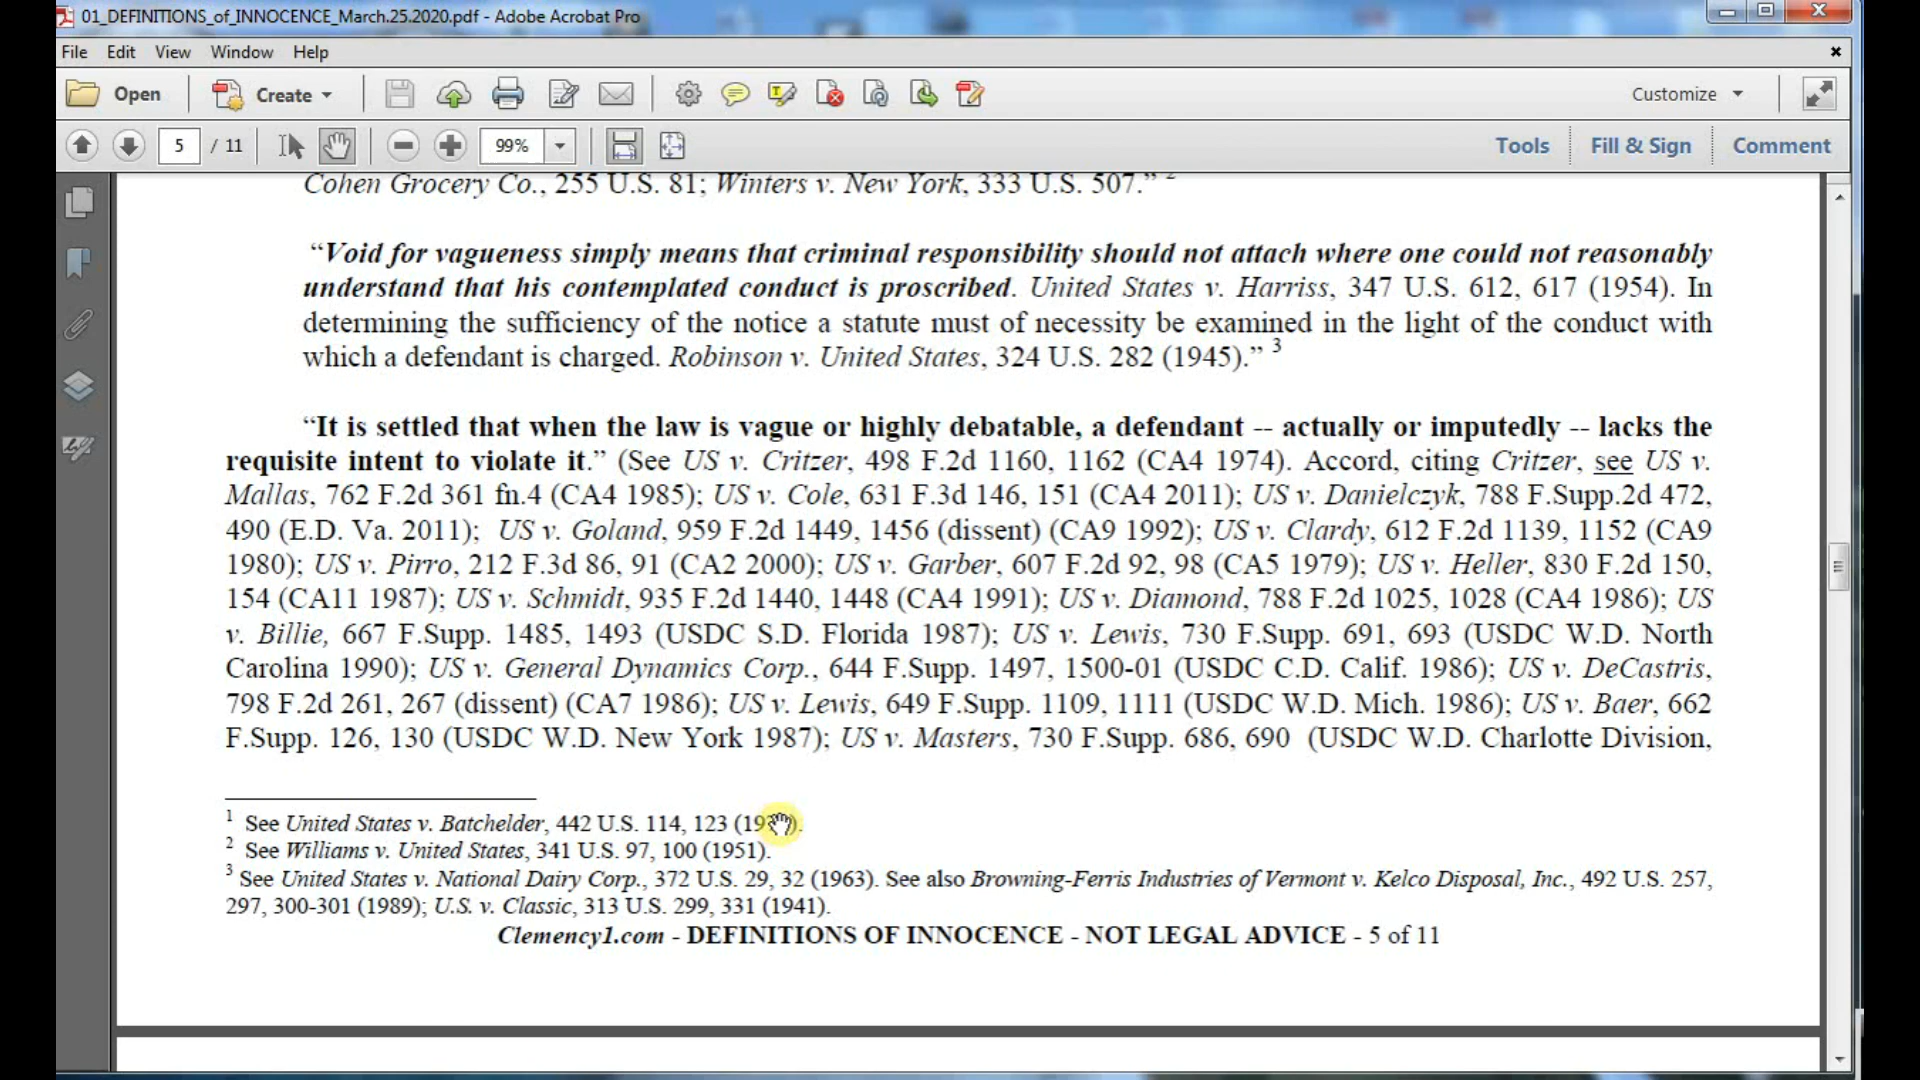 01_DEFINITIONS_of_INNOCENCE_March.25.2020.pdf - Adobe Acrobat Pro
File Edit View Window Help
Open Create Customize
5 / 11 99% Tools Fill & Sign Comment
Cohen Grocery Co., 255 U.S. 81; Winters v. New York, 333 U.S. 507.” 2
“Void for vagueness simply means that criminal responsibility should not attach where one could not reasonably
understand that his contemplated conduct is proscribed. United States v. Harriss, 347 U.S. 612, 617 (1954). In
determining the sufficiency of the notice a statute must of necessity be examined in the light of the conduct with
which a defendant is charged. Robinson v. United States, 324 U.S. 282 (1945).” 3
“It is settled that when the law is vague or highly debatable, a defendant -- actually or imputedly -- lacks the
requisite intent to violate it.” (See US v. Critzer, 498 F.2d 1160, 1162 (CA4 1974). Accord, citing Critzer, see US v.
Mallas, 762 F.2d 361 fn.4 (CA4 1985); US v. Cole, 631 F.3d 146, 151 (CA4 2011); US v. Danielczyk, 788 F.Supp.2d 472,
490 (E.D. Va. 2011); US v. Goland, 959 F.2d 1449, 1456 (dissent) (CA9 1992); US v. Clardy, 612 F.2d 1139, 1152 (CA9
1980); US v. Pirro, 212 F.3d 86, 91 (CA2 2000); US v. Garber, 607 F.2d 92, 98 (CA5 1979); US v. Heller, 830 F.2d 150,
154 (CA11 1987); US v. Schmidt, 935 F.2d 1440, 1448 (CA4 1991); US v. Diamond, 788 F.2d 1025, 1028 (CA4 1986); US
v. Billie, 667 F.Supp. 1485, 1493 (USDC S.D. Florida 1987); US v. Lewis, 730 F.Supp. 691, 693 (USDC W.D. North
Carolina 1990); US v. General Dynamics Corp., 644 F.Supp. 1497, 1500-01 (USDC C.D. Calif. 1986); US v. DeCastris,
798 F.2d 261, 267 (dissent) (CA7 1986); US v. Lewis, 649 F.Supp. 1109, 1111 (USDC W.D. Mich. 1986); US v. Baer, 662
F.Supp. 126, 130 (USDC W.D. New York 1987); US v. Masters, 730 F.Supp. 686, 690 (USDC W.D. Charlotte Division,
1 See United States v. Batchelder, 442 U.S. 114, 123
2 See Williams v. United States, 341 U.S. 97, 100 (1951).
3 See United States v. National Dairy Corp., 372 U.S. 29, 32 (1963). See also Browning-Ferris Industries of Vermont v. Kelco Disposal, Inc., 492 U.S. 257,
297, 300-301 (1989); U.S. v. Classic, 313 U.S. 299, 331 (1941).
Clemency1.com - DEFINITIONS OF INNOCENCE - NOT LEGAL ADVICE - 5 of 11